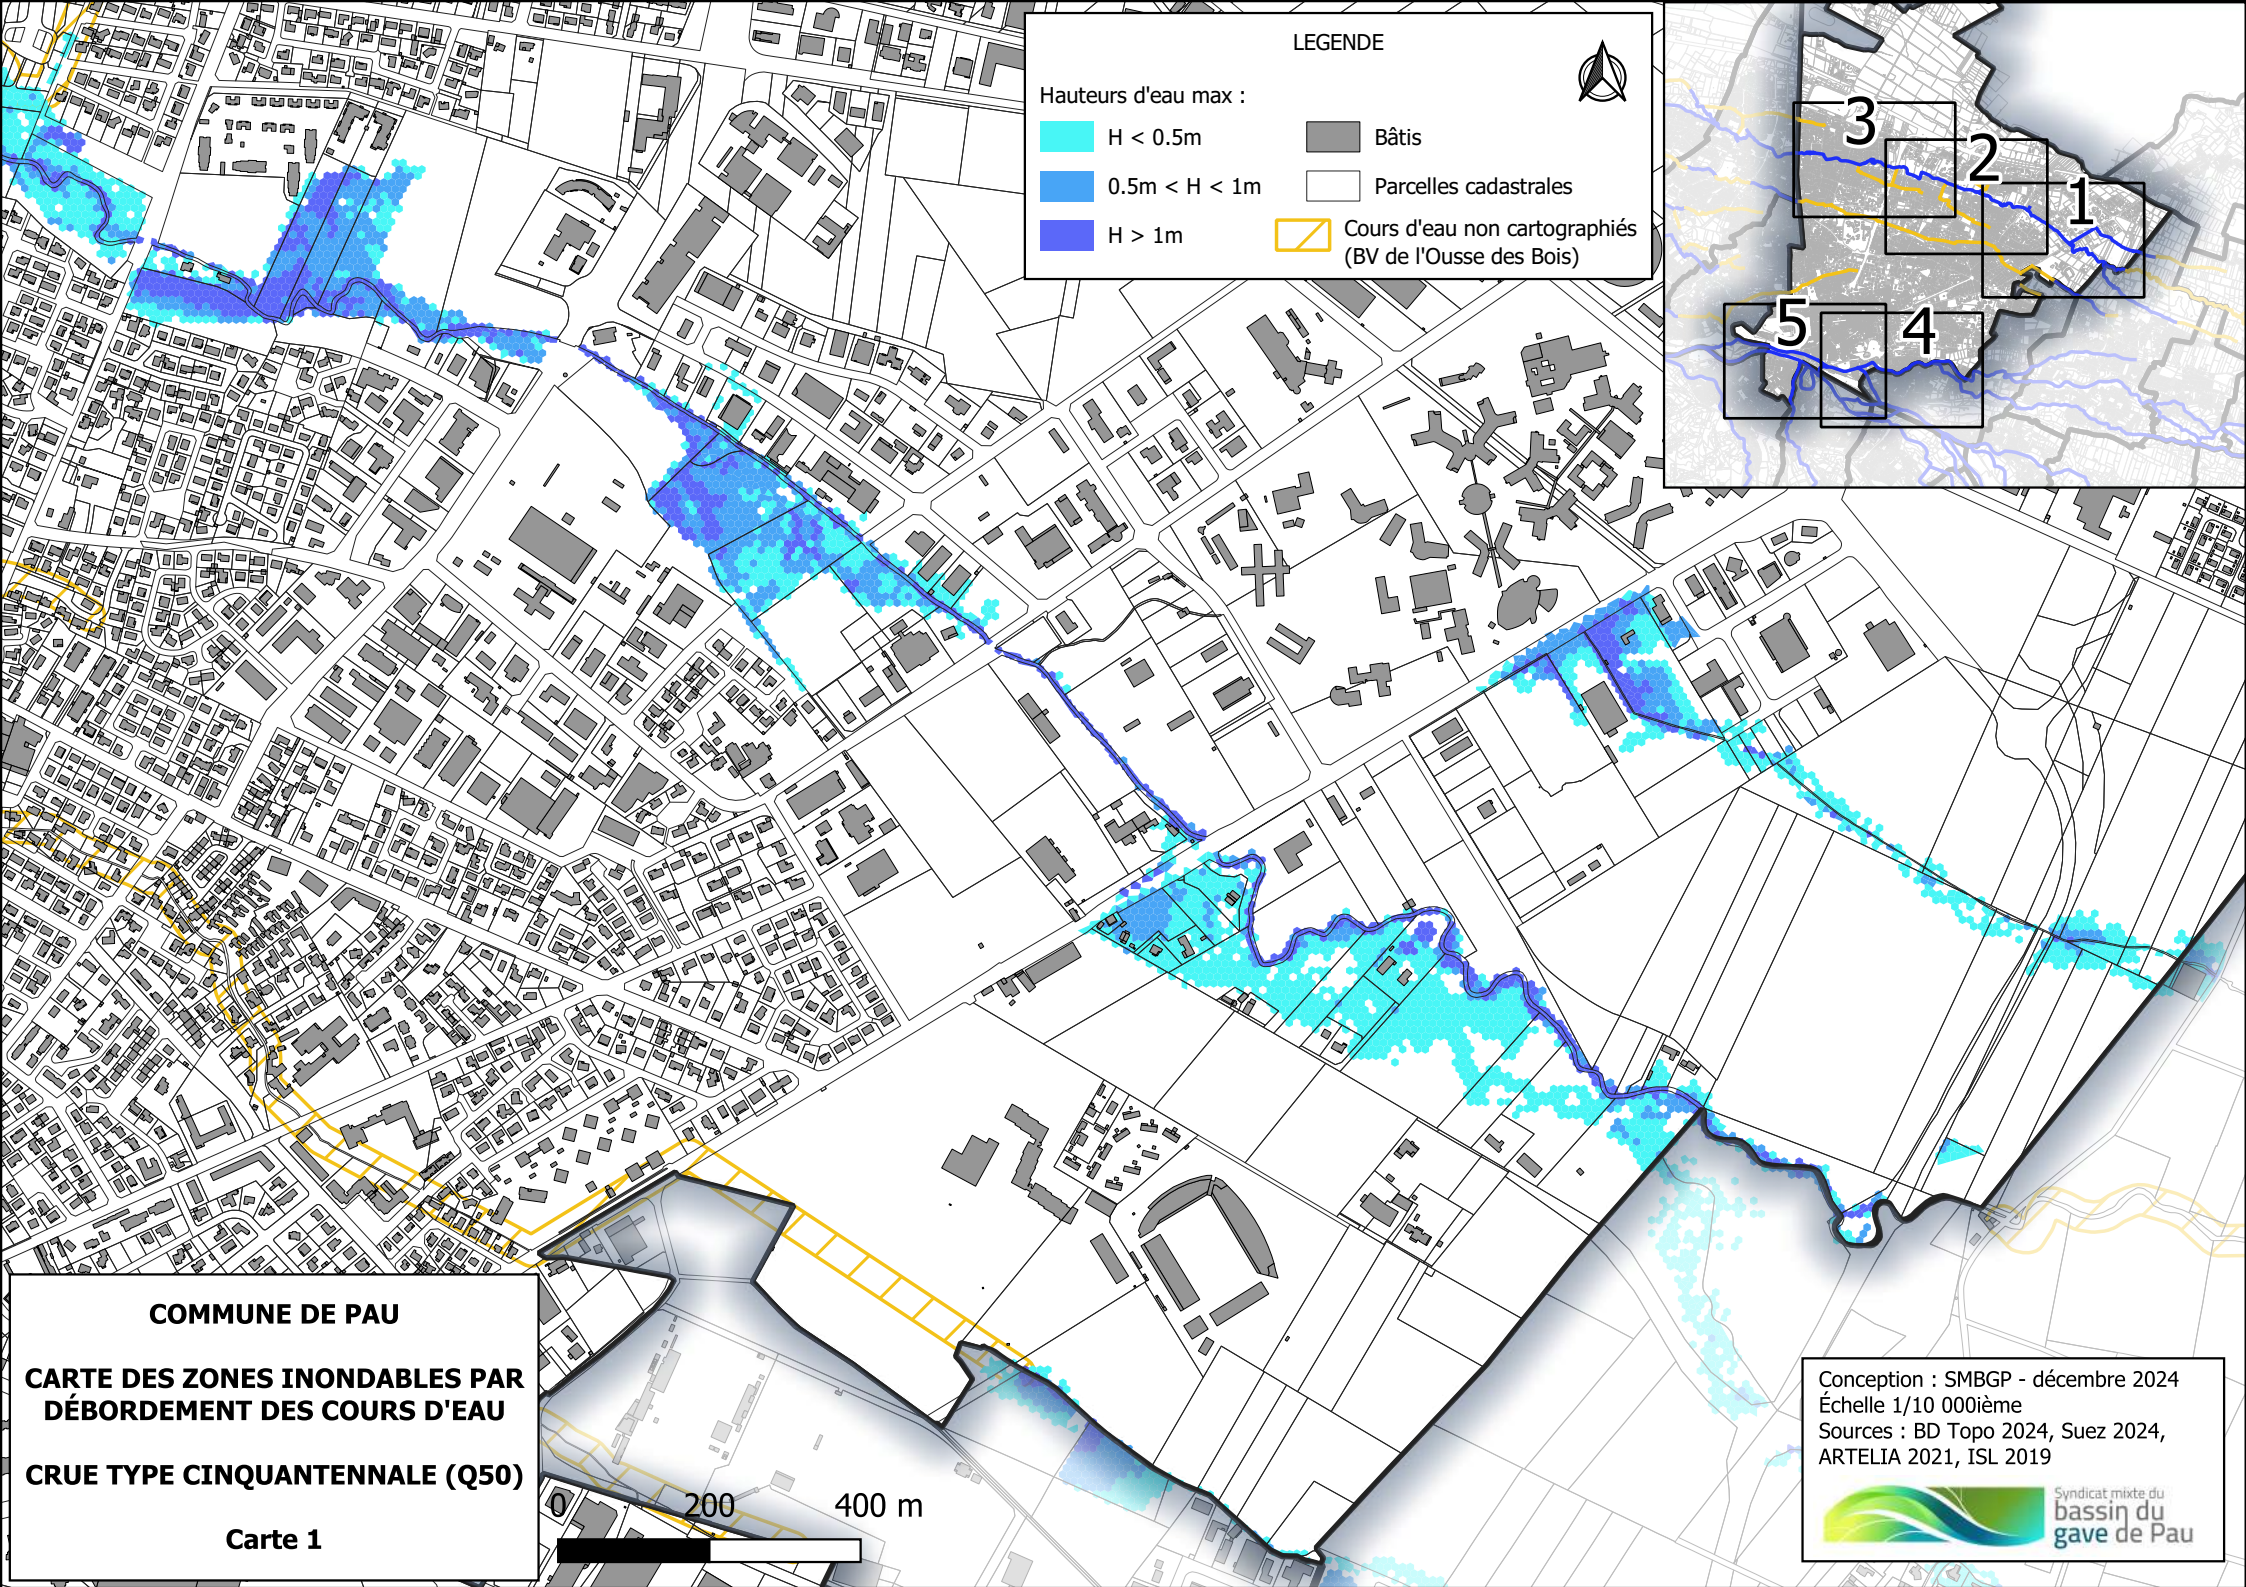 LEGENDE
Hauteurs d'eau max :
H < 0.5m
0.5m < H < 1m
H > 1m
Bâtis
Parcelles cadastrales
Cours d'eau non cartographiés
(BV de l'Ousse des Bois)
3
2
1
5
4
COMMUNE DE PAU
CARTE DES ZONES INONDABLES PAR
DÉBORDEMENT DES COURS D'EAU
CRUE TYPE CINQUANTENNALE (Q50)
Carte 1
0 200 400 m
Conception : SMBGP - décembre 2024
Échelle 1/10 000ième
Sources : BD Topo 2024, Suez 2024,
ARTELIA 2021, ISL 2019
Syndicat mixte du
bassin du
gave de Pau